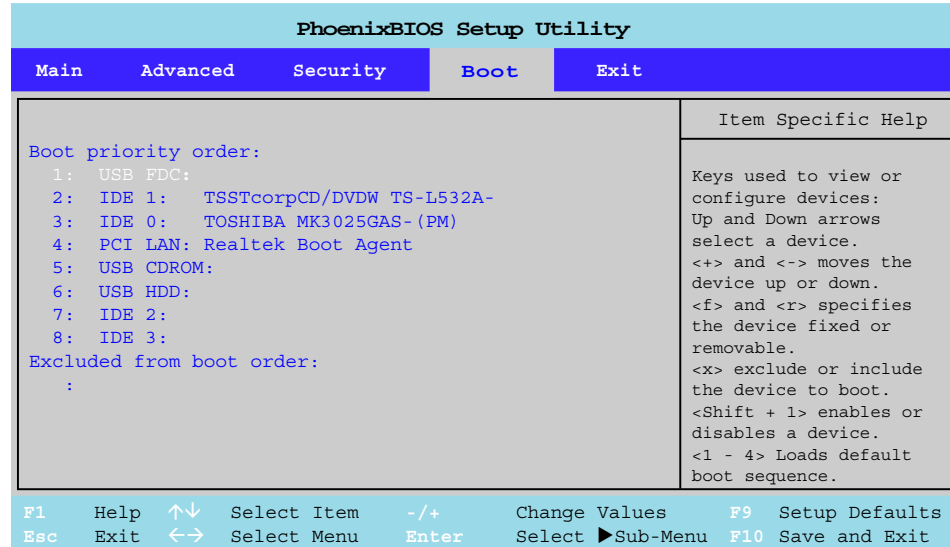 PhoenixBIOS Setup Utility
Main Advanced Security Boot Exit
Boot priority order:
1: USB FDC:
2: IDE 1: TSSTcorpCD/DVDW TS-L532A-
3: IDE 0: TOSHIBA MK3025GAS-(PM)
4: PCI LAN: Realtek Boot Agent
5: USB CDROM:
6: USB HDD:
7: IDE 2:
8: IDE 3:
Excluded from boot order:
:
Item Specific Help
Keys used to view or
configure devices:
Up and Down arrows
select a device.
<+> and <-> moves the
device up or down.
<f> and <r> specifies
the device fixed or
removable.
<x> exclude or include
the device to boot.
<Shift + 1> enables or
disables a device.
<1 - 4> Loads default
boot sequence.
F1 Help ↑↓ Select Item -/+ Change Values F9 Setup Defaults
Esc Exit ←→ Select Menu Enter Select ▶Sub-Menu F10 Save and Exit